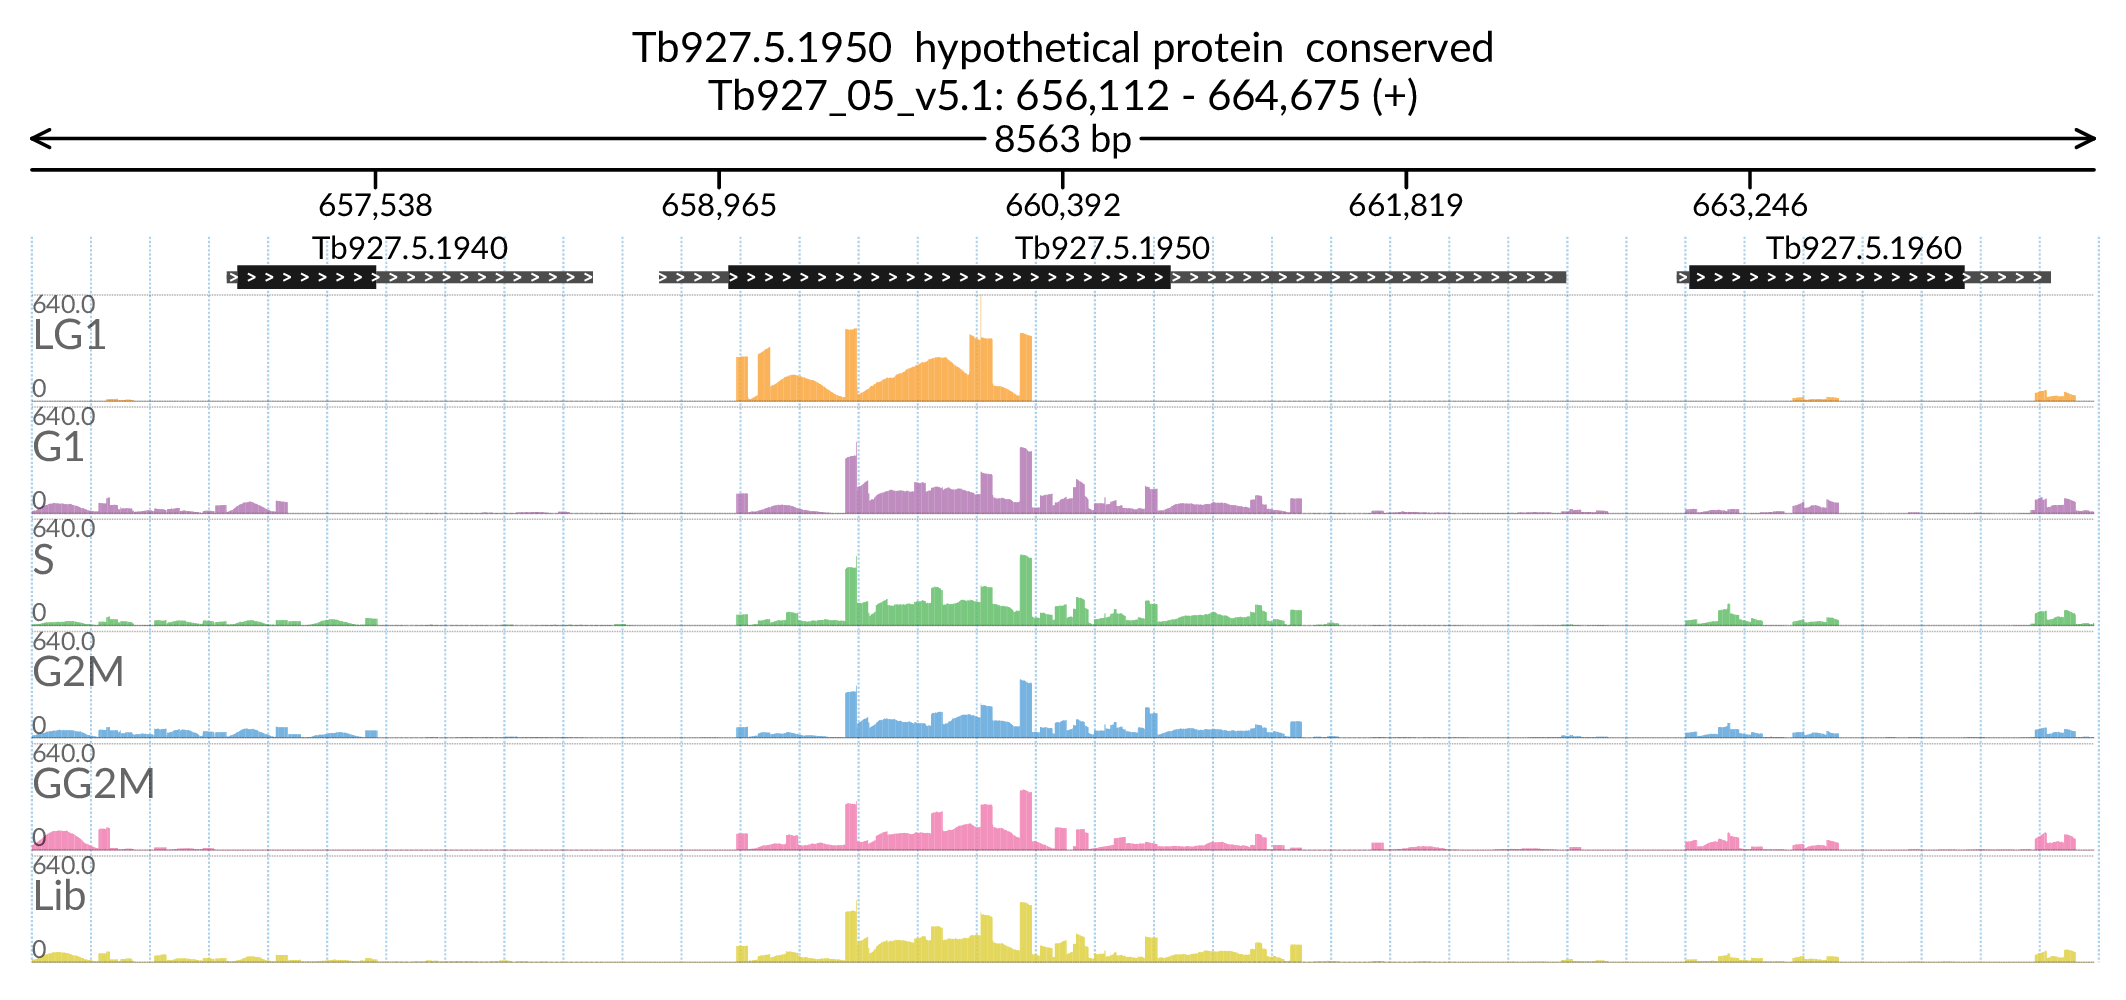 Tb927.5.1950 hypothetical protein conserved
Tb927_05_v5.1: 656,112 - 664,675 (+)
8563 bp
657,538 658,965 660,392 661,819 663,246
Tb927.5.1940 Tb927.5.1950 Tb927.5.1960
640.0
LG1
0
640.0
G1
0
640.0
S
0
640.0
G2M
0
640.0
GG2M
0
640.0
Lib
0